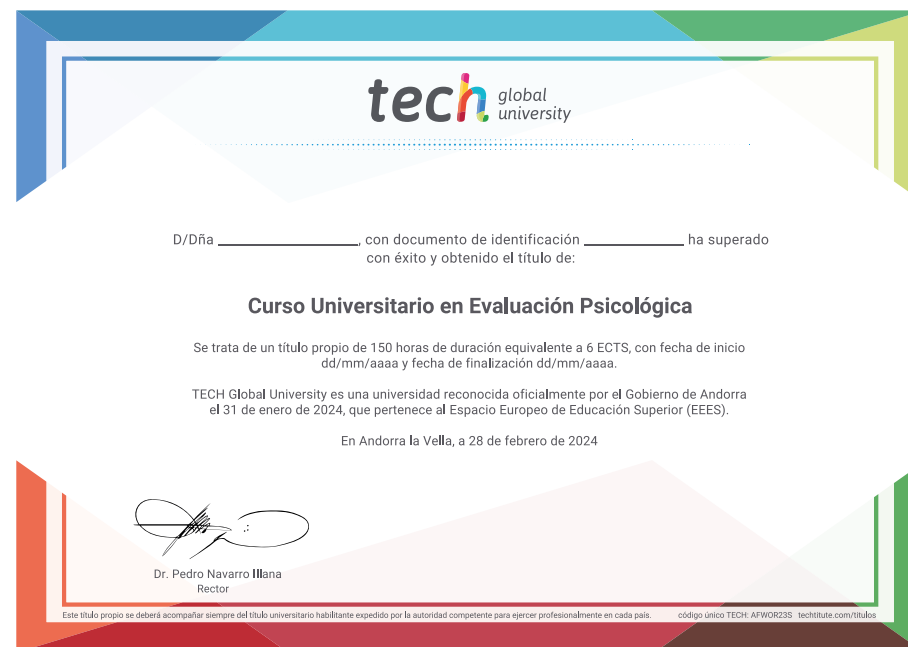 tech global university
D/Dña ____________________, con documento de identificación ______________ ha superado
con éxito y obtenido el título de:
Curso Universitario en Evaluación Psicológica
Se trata de un título propio de 150 horas de duración equivalente a 6 ECTS, con fecha de inicio
dd/mm/aaaa y fecha de finalización dd/mm/aaaa.
TECH Global University es una universidad reconocida oficialmente por el Gobierno de Andorra
el 31 de enero de 2024, que pertenece al Espacio Europeo de Educación Superior (EEES).
En Andorra la Vella, a 28 de febrero de 2024
Dr. Pedro Navarro Illana
Rector
Este título propio se deberá acompañar siempre del título universitario habilitante expedido por la autoridad competente para ejercer profesionalmente en cada país. código único TECH: AFWOR23S techtitute.com/titulos